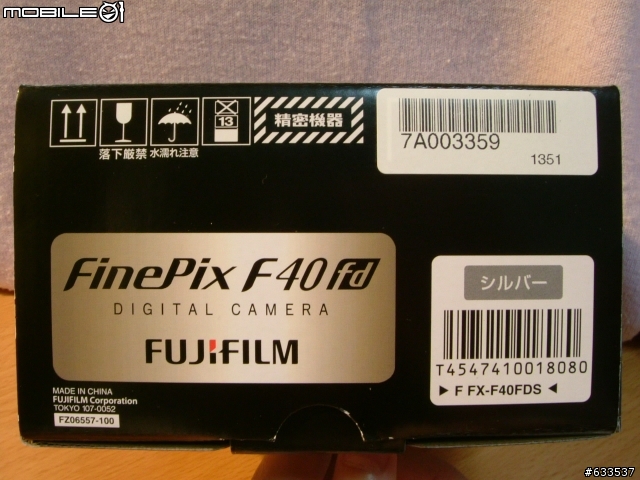 MOBILE01
13
精密機器
落下厳禁 水濡れ注意
7A003359
1351
FinePix F40fd
DIGITAL CAMERA
FUJIFILM
シルバー
T4547410018080
▶ F FX-F40FDS ◀
MADE IN CHINA
FUJIFILM Corporation
TOKYO 107-0052
FZ06557-100
#633537